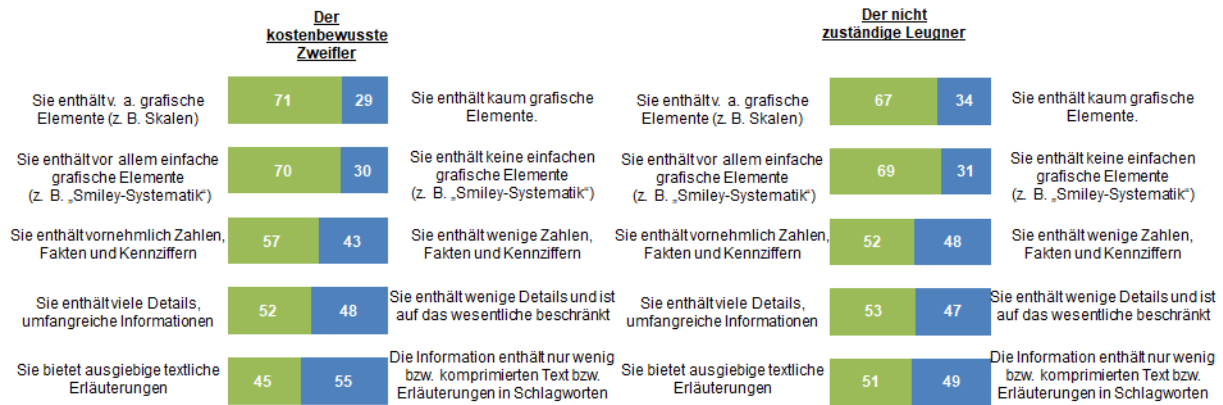 Der
kostenbewusste
Zweifler
Sie enthält v. a. grafische
Elemente (z. B. Skalen)
71 29
Sie enthält kaum grafische
Elemente.
Sie enthält vor allem einfache
grafische Elemente
(z. B. „Smiley-Systematik“)
70 30
Sie enthält keine einfachen
grafische Elemente
(z. B. „Smiley-Systematik“)
Sie enthält vornehmlich Zahlen,
Fakten und Kennziffern
57 43
Sie enthält wenige Zahlen,
Fakten und Kennziffern
Sie enthält viele Details,
umfangreiche Informationen
52 48
Sie enthält wenige Details und ist
auf das wesentliche beschränkt
Sie bietet ausgiebige textliche
Erläuterungen
45 55
Die Information enthält nur wenig
bzw. komprimierten Text bzw.
Erläuterungen in Schlagworten
Der nicht
zuständige Leugner
Sie enthält v. a. grafische
Elemente (z. B. Skalen)
67 34
Sie enthält kaum grafische
Elemente.
Sie enthält vor allem einfache
grafische Elemente
(z. B. „Smiley-Systematik“)
69 31
Sie enthält keine einfachen
grafische Elemente
(z. B. „Smiley-Systematik“)
Sie enthält vornehmlich Zahlen,
Fakten und Kennziffern
52 48
Sie enthält wenige Zahlen,
Fakten und Kennziffern
Sie enthält viele Details,
umfangreiche Informationen
53 47
Sie enthält wenige Details und ist
auf das wesentliche beschränkt
Sie bietet ausgiebige textliche
Erläuterungen
51 49
Die Information enthält nur wenig
bzw. komprimierten Text bzw.
Erläuterungen in Schlagworten